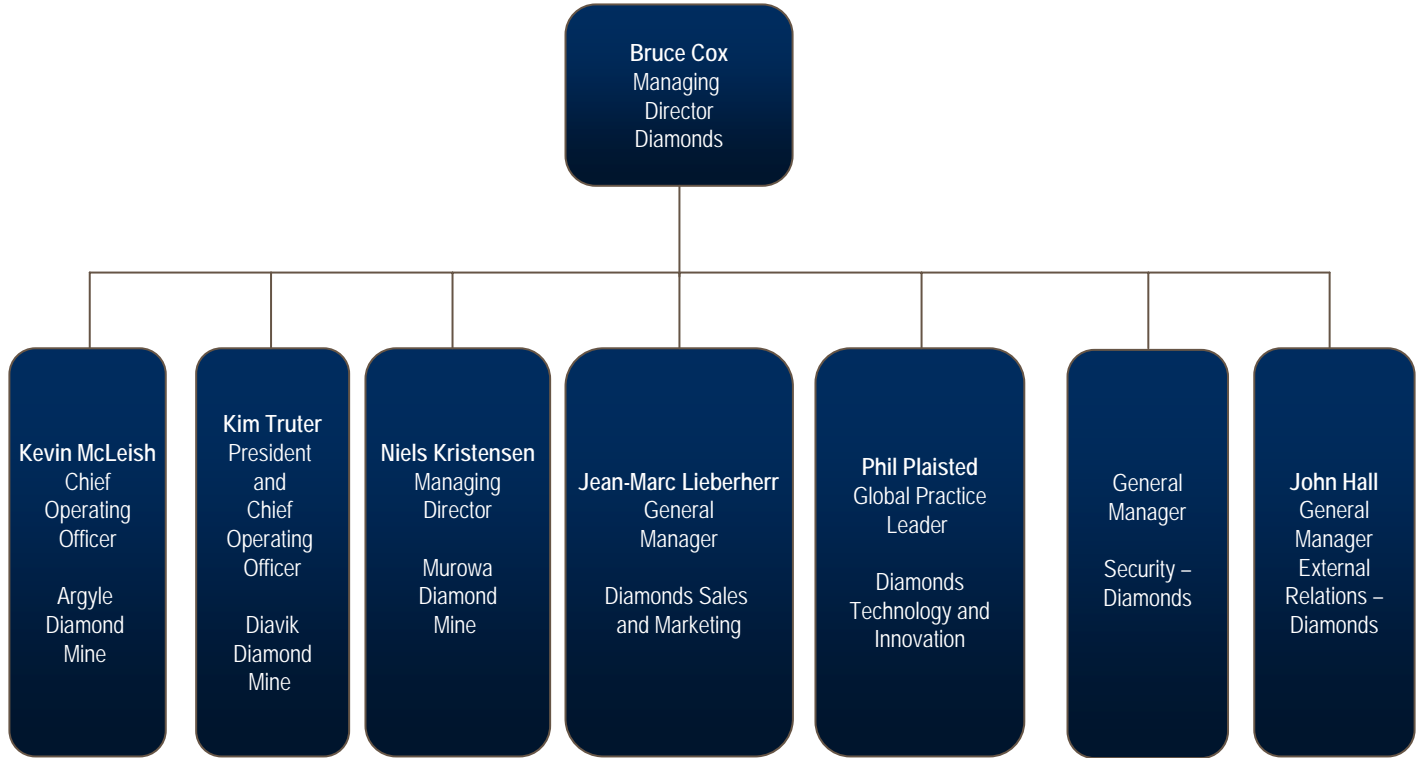 Bruce Cox
Managing
Director
Diamonds
Kevin McLeish
Chief
Operating
Officer
Argyle
Diamond
Mine
Kim Truter
President
and
Chief
Operating
Officer
Diavik
Diamond
Mine
Niels Kristensen
Managing
Director
Murowa
Diamond
Mine
Jean-Marc Lieberherr
General
Manager
Diamonds Sales
and Marketing
Phil Plaisted
Global Practice
Leader
Diamonds
Technology and
Innovation
General
Manager
Security –
Diamonds
John Hall
General
Manager
External
Relations –
Diamonds